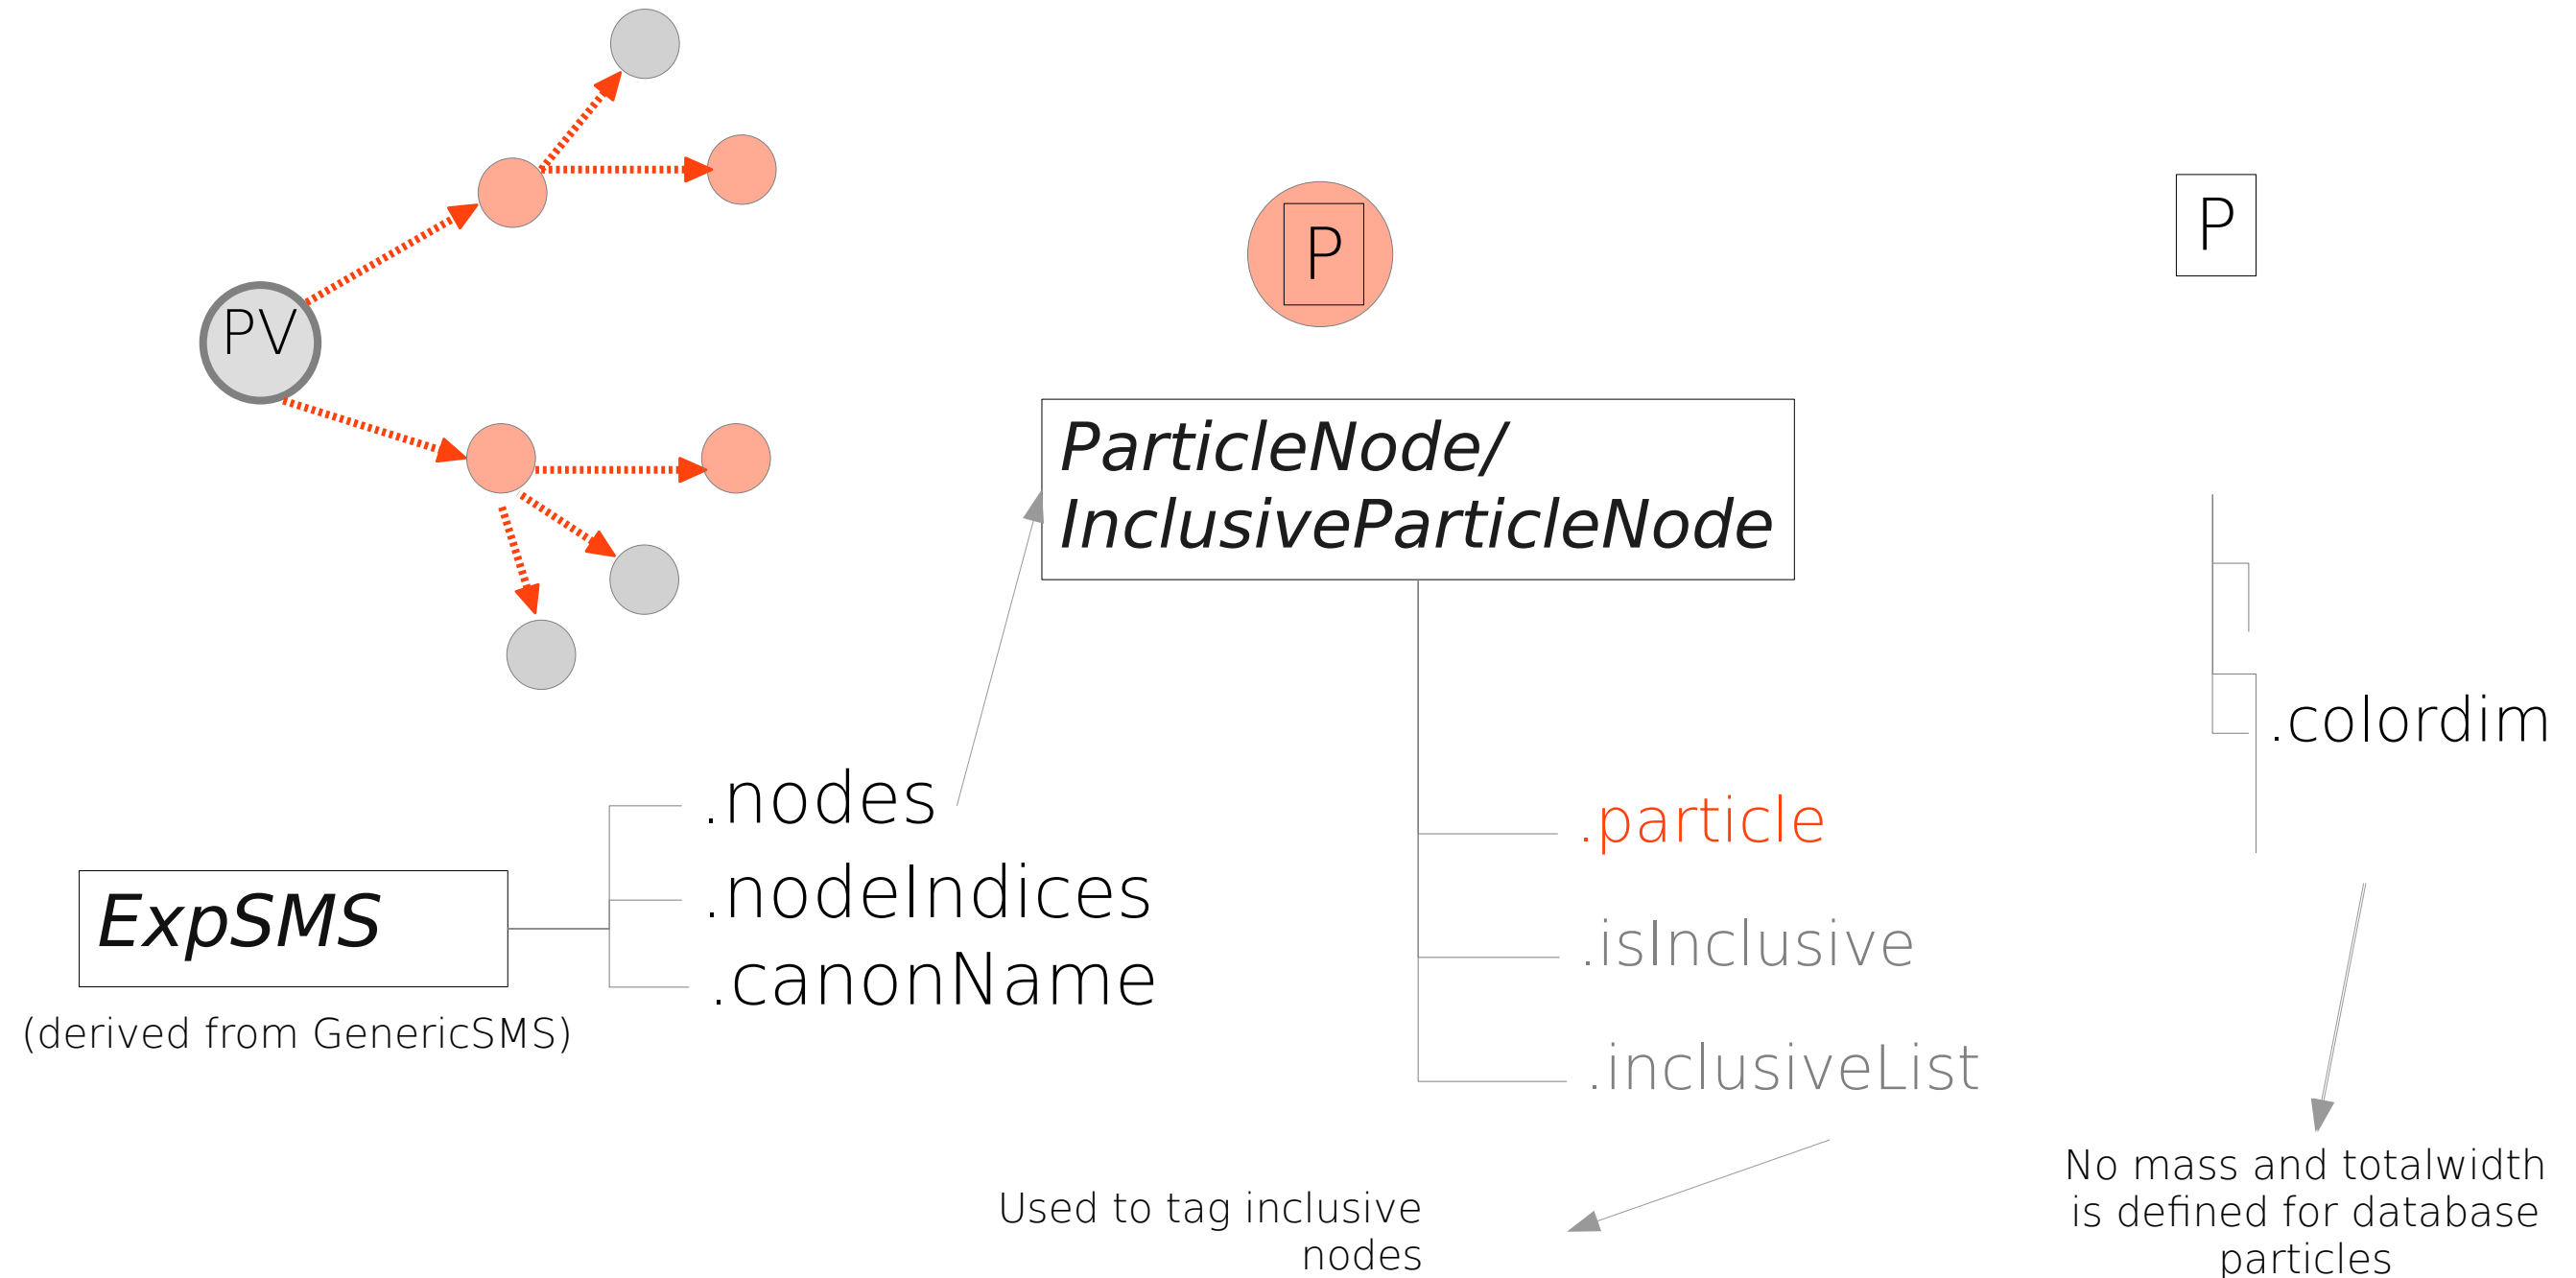 PV
P
P
ParticleNode/
InclusiveParticleNode
.nodes
.nodeIndices
.canonName
ExpSMS
(derived from GenericSMS)
.particle
.isInclusive
.inclusiveList
.colordim
Used to tag inclusive
nodes
No mass and totalwidth
is defined for database
particles